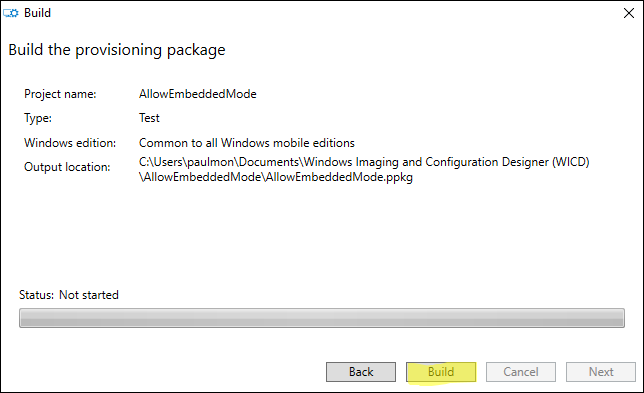 Build
Build the provisioning package
Project name: AllowEmbeddedMode
Type: Test
Windows edition: Common to all Windows mobile editions
Output location: C:\Users\paulmon\Documents\Windows Imaging and Configuration Designer (WICD)
\AllowEmbeddedMode\AllowEmbeddedMode.ppkg
Status: Not started
Back Build Cancel Next